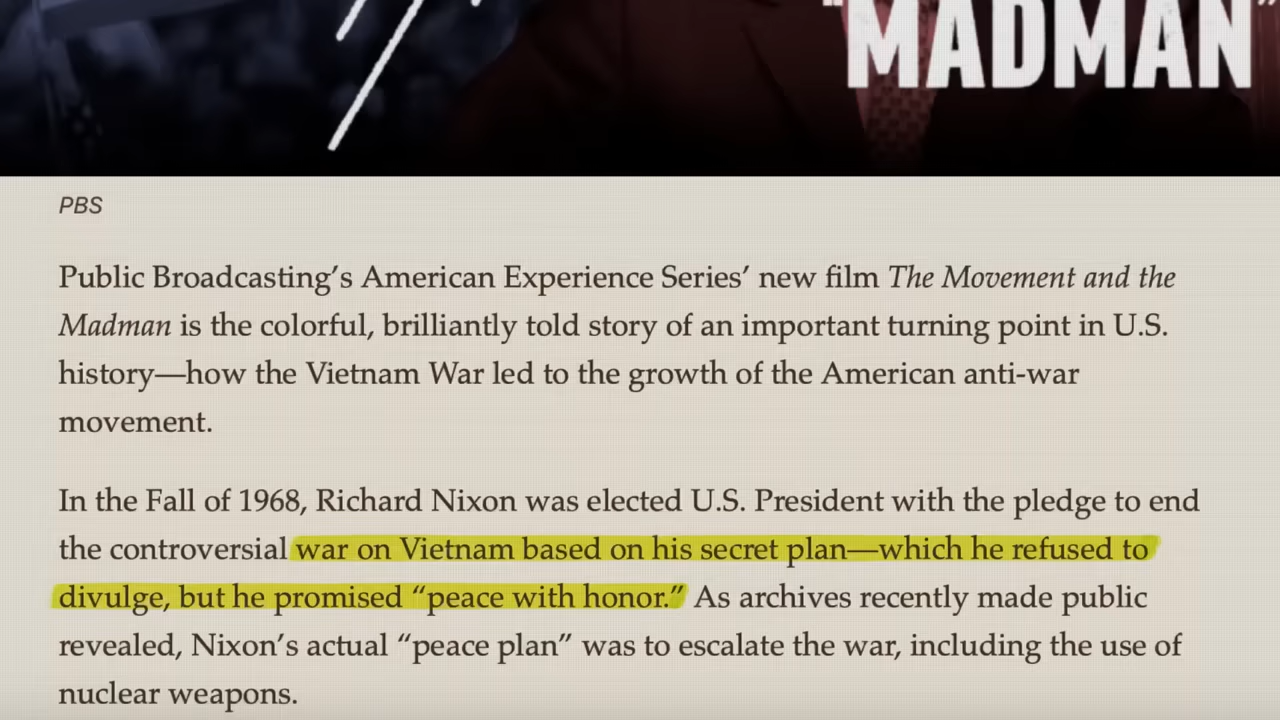 "MADMAN"
PBS
Public Broadcasting’s American Experience Series’ new film The Movement and the
Madman is the colorful, brilliantly told story of an important turning point in U.S.
history—how the Vietnam War led to the growth of the American anti-war
movement.
In the Fall of 1968, Richard Nixon was elected U.S. President with the pledge to end
the controversial war on Vietnam based on his secret plan—which he refused to
divulge, but he promised “peace with honor.” As archives recently made public
revealed, Nixon’s actual “peace plan” was to escalate the war, including the use of
nuclear weapons.